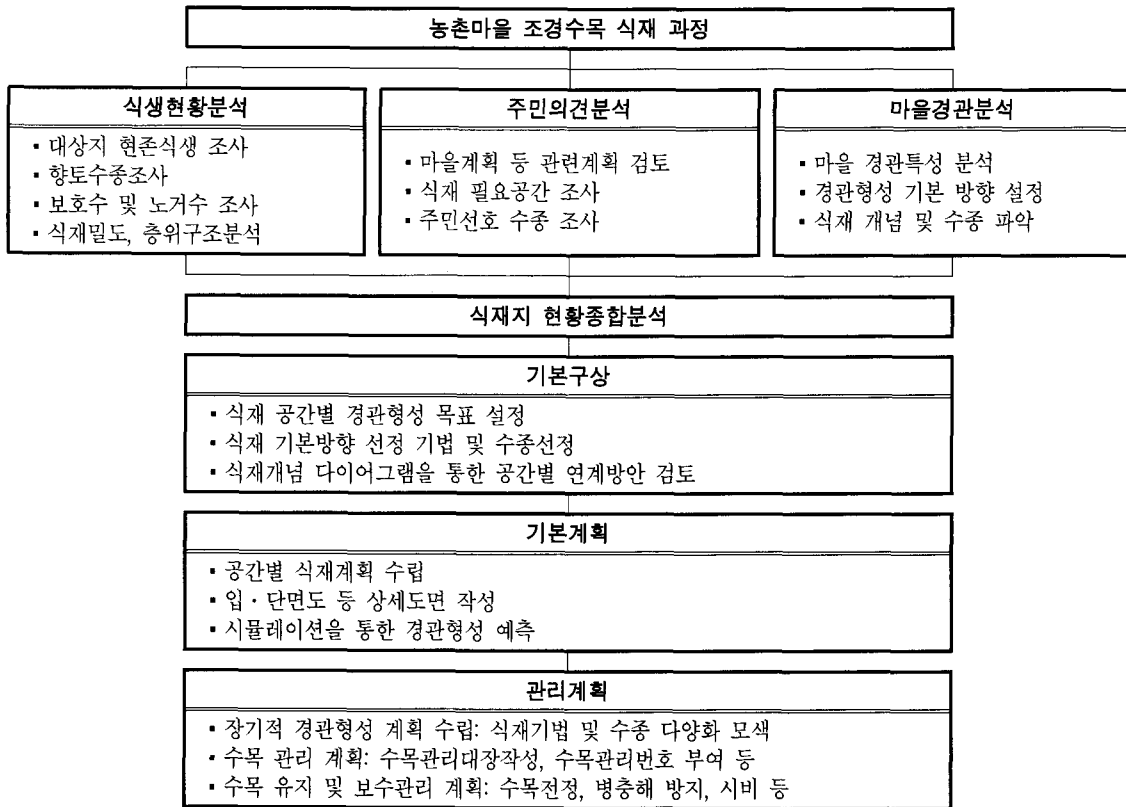 농촌마을 조경수목 식재 과정
식생현황분석
▪ 대상지 현존식생 조사
▪ 향토수종조사
▪ 보호수 및 노거수 조사
▪ 식재밀도, 층위구조분석
주민의견분석
▪ 마을계획 등 관련계획 검토
▪ 식재 필요공간 조사
▪ 주민선호 수종 조사
마을경관분석
▪ 마을 경관특성 분석
▪ 경관형성 기본 방향 설정
▪ 식재 개념 및 수종 파악
식재지 현황종합분석
기본구상
▪ 식재 공간별 경관형성 목표 설정
▪ 식재 기본방향 선정 기법 및 수종선정
▪ 식재개념 다이어그램을 통한 공간별 연계방안 검토
기본계획
▪ 공간별 식재계획 수립
▪ 입·단면도 등 상세도면 작성
▪ 시뮬레이션을 통한 경관형성 예측
관리계획
▪ 장기적 경관형성 계획 수립: 식재기법 및 수종 다양화 모색
▪ 수목 관리 계획: 수목관리대장작성, 수목관리번호 부여 등
▪ 수목 유지 및 보수관리 계획: 수목전정, 병충해 방지, 시비 등